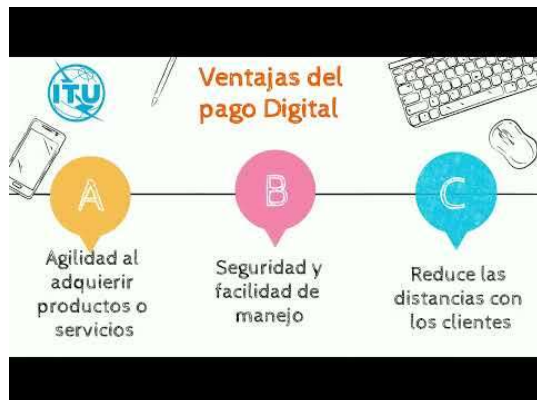 ITU
Ventajas del
pago Digital
A
Agilidad al
adquierir
productos o
servicios
B
Seguridad y
facilidad de
manejo
C
Reduce las
distancias con
los clientes